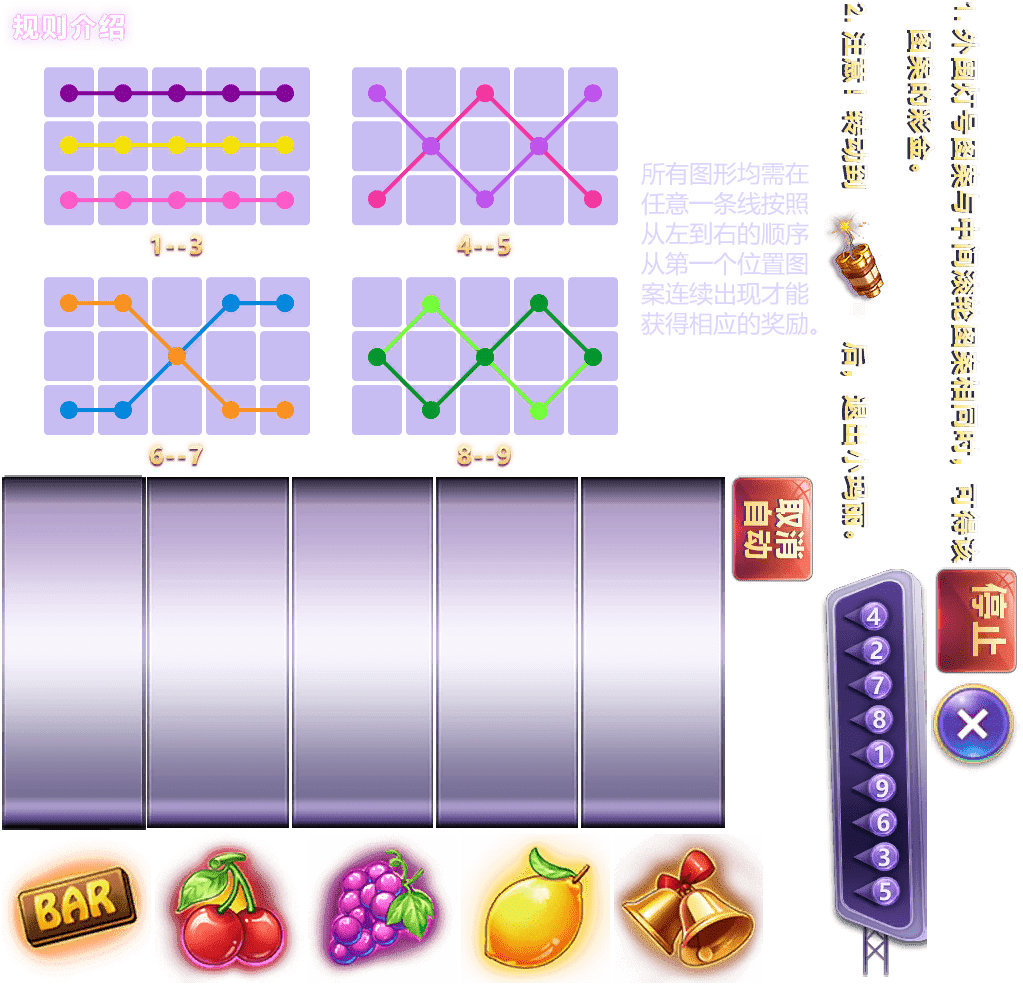 规则介绍
1--3
4--5
所有图形均需在
任意一条线按照
从左到右的顺序
从第一个位置图
案连续出现才能
获得相应的奖励。
6--7
8--9
1. 外围灯号图案与中间滚轮图案相同时，可得该
图案的彩金。
2. 注意！转动到
后，退出小玛丽。
取消
自动
停止
4
2
7
8
1
9
6
3
5
BAR